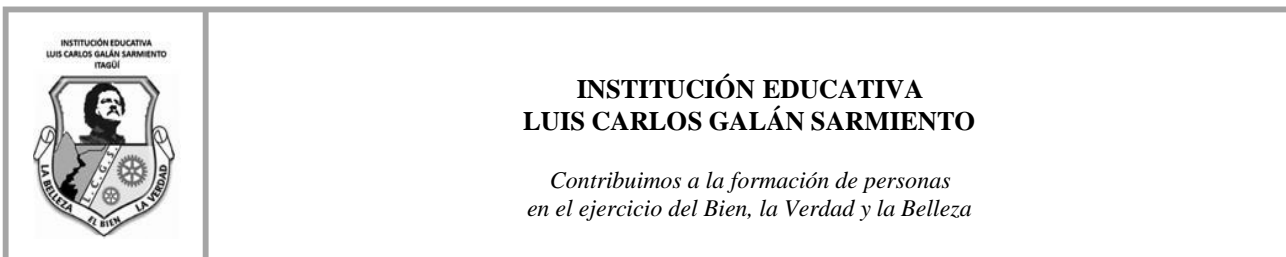 INSTITUCIÓN EDUCATIVA
LUIS CARLOS GALÁN SARMIENTO
ITAGÜÍ
L.C.G.S.
LA BELLEZA
EL BIEN
LA VERDAD
INSTITUCIÓN EDUCATIVA
LUIS CARLOS GALÁN SARMIENTO
Contribuimos a la formación de personas
en el ejercicio del Bien, la Verdad y la Belleza